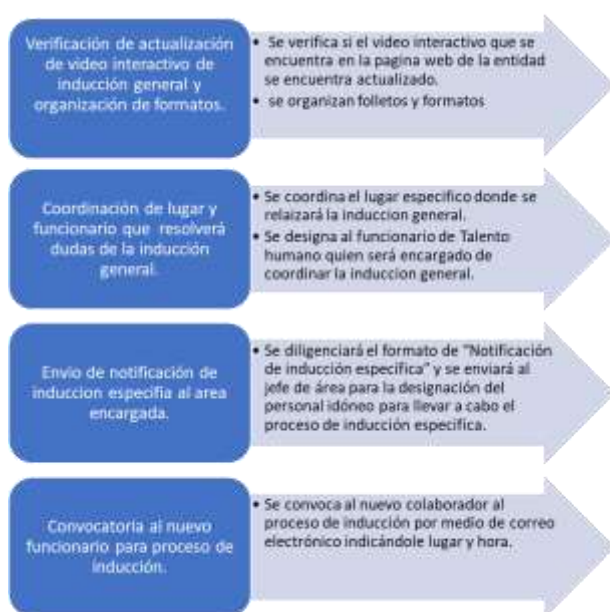 Verificación de actualización
de video interactivo de
inducción general y
organización de formatos.
• Se verifica si el video interactivo que se
encuentra en la pagina web de la entidad
se encuentra actualizado.
• se organizan folletos y formatos
Coordinación de lugar y
funcionario que resolverá
dudas de la inducción
general.
• Se coordina el lugar especifico donde se
relaizará la induccion general.
• Se designa al funcionario de Talento
humano quien será encargado de
coordinar la induccion general.
Envio de notificación de
induccion especifia al area
encargada.
• Se diligenciará el formato de "Notificación
de inducción específica" y se enviará al
jefe de área para la designación del
personal idóneo para llevar a cabo el
proceso de inducción especifica.
Convocatoria al nuevo
funcionario para proceso de
inducción.
• Se convoca al nuevo colaborador al
proceso de inducción por medio de correo
electrónico indicándole lugar y hora.